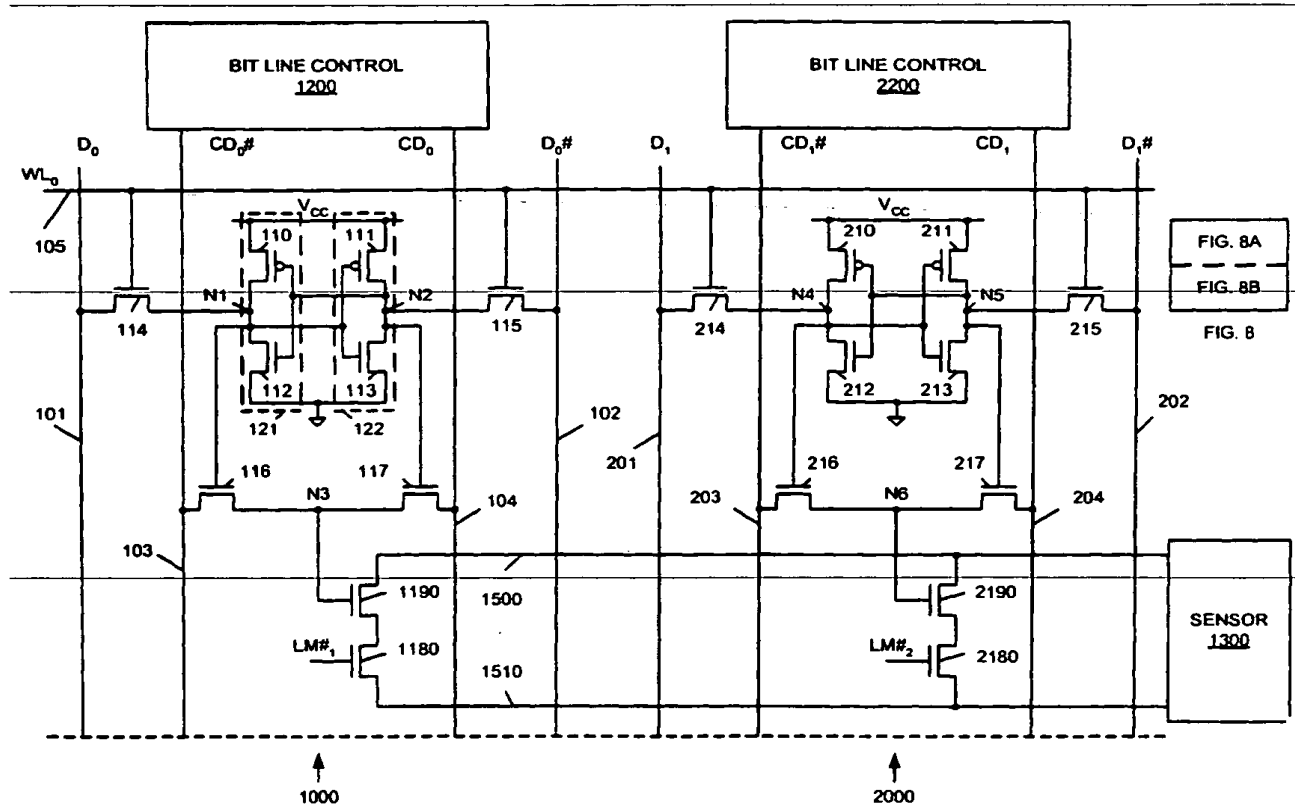 BIT LINE CONTROL
1200
BIT LINE CONTROL
2200
D₀
CD₀#
CD₀
D₀#
D₁
CD₁#
CD₁
D₁#
WL₀
105
V_CC
110
111
V_CC
210
211
FIG. 8A
FIG. 8B
FIG. 8
N1
N2
N4
N5
114
115
214
215
112
113
212
213
101
121
122
102
201
202
116
117
216
217
N3
N6
103
104
203
204
1190
1500
2190
SENSOR
1300
LM#₁
1180
LM#₂
2180
1510
1000
2000